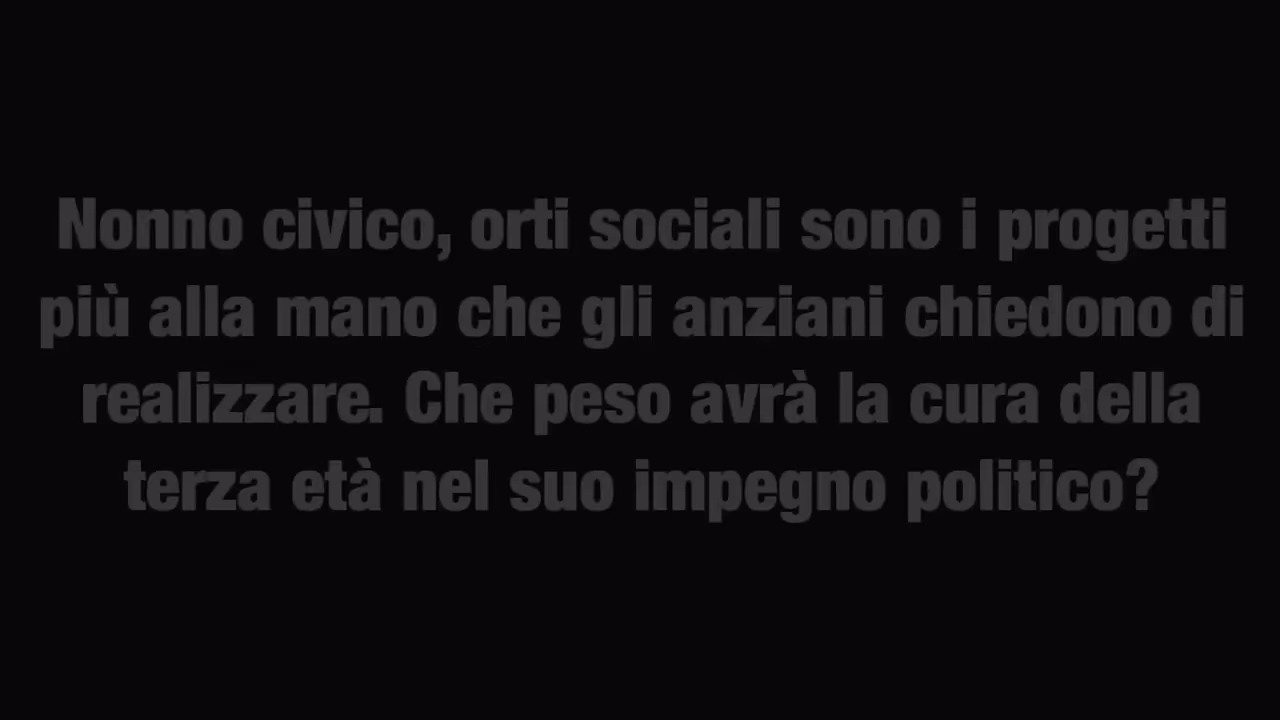 Nonno civico, orti sociali sono i progetti
più alla mano che gli anziani chiedono di
realizzare. Che peso avrà la cura della
terza età nel suo impegno politico?